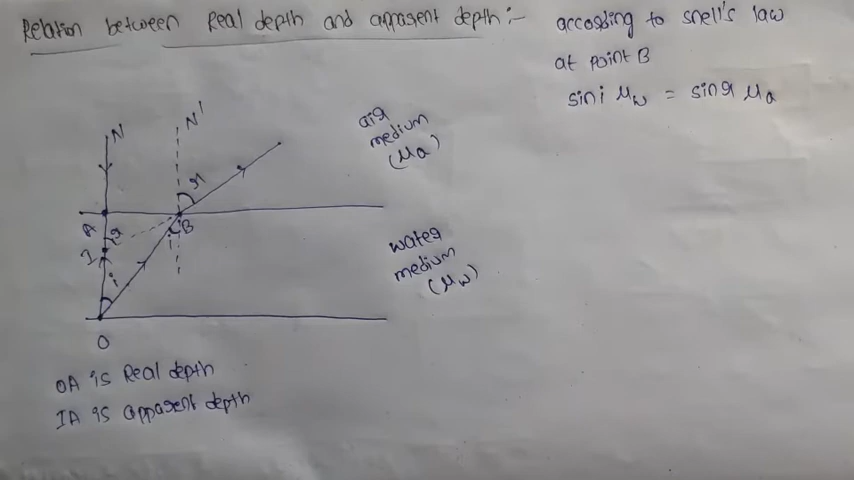 Relation between Real depth and apparent depth :-
according to snell's law
at point B
sin i μw = sin r μa
N
N'
air
medium
(μa)
r
A
B
r
i
I
i
water
medium
(μw)
O
OA is Real depth
IA is apparent depth